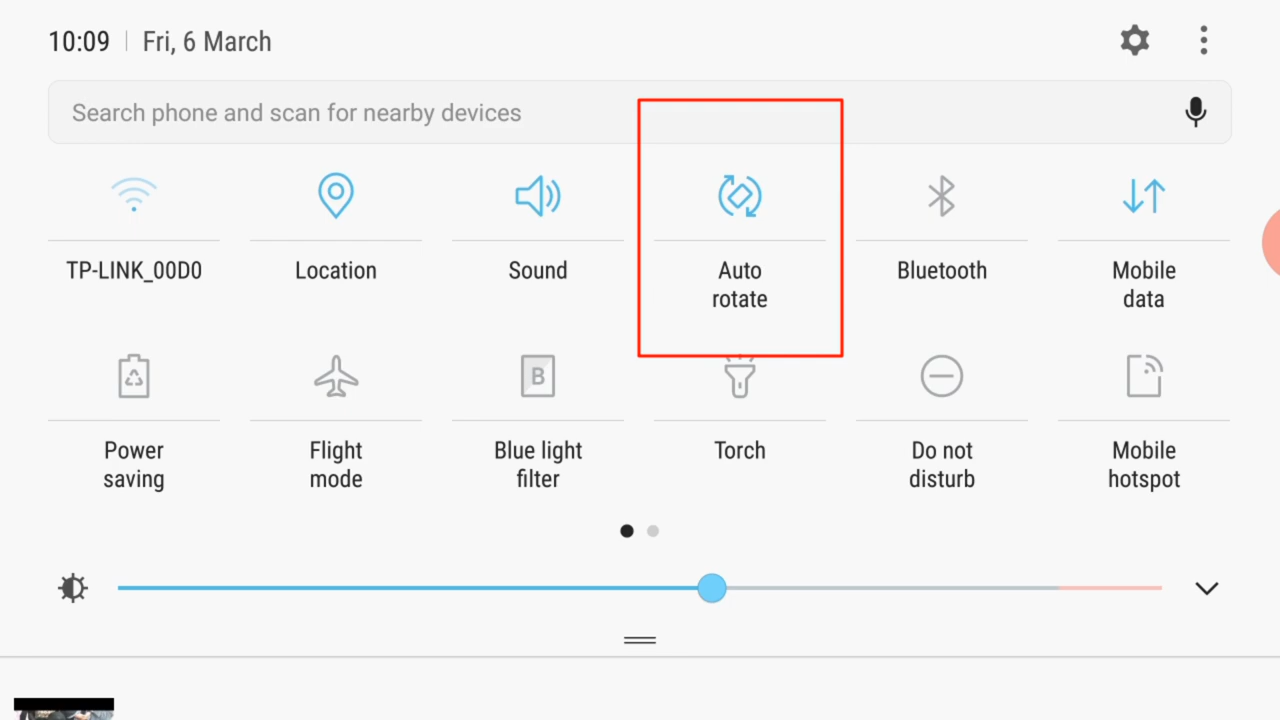 10:09 | Fri, 6 March
Search phone and scan for nearby devices
TP-LINK_00D0
Location
Sound
Auto
rotate
Bluetooth
Mobile
data
Power
saving
Flight
mode
B
Blue light
filter
Torch
Do not
disturb
Mobile
hotspot